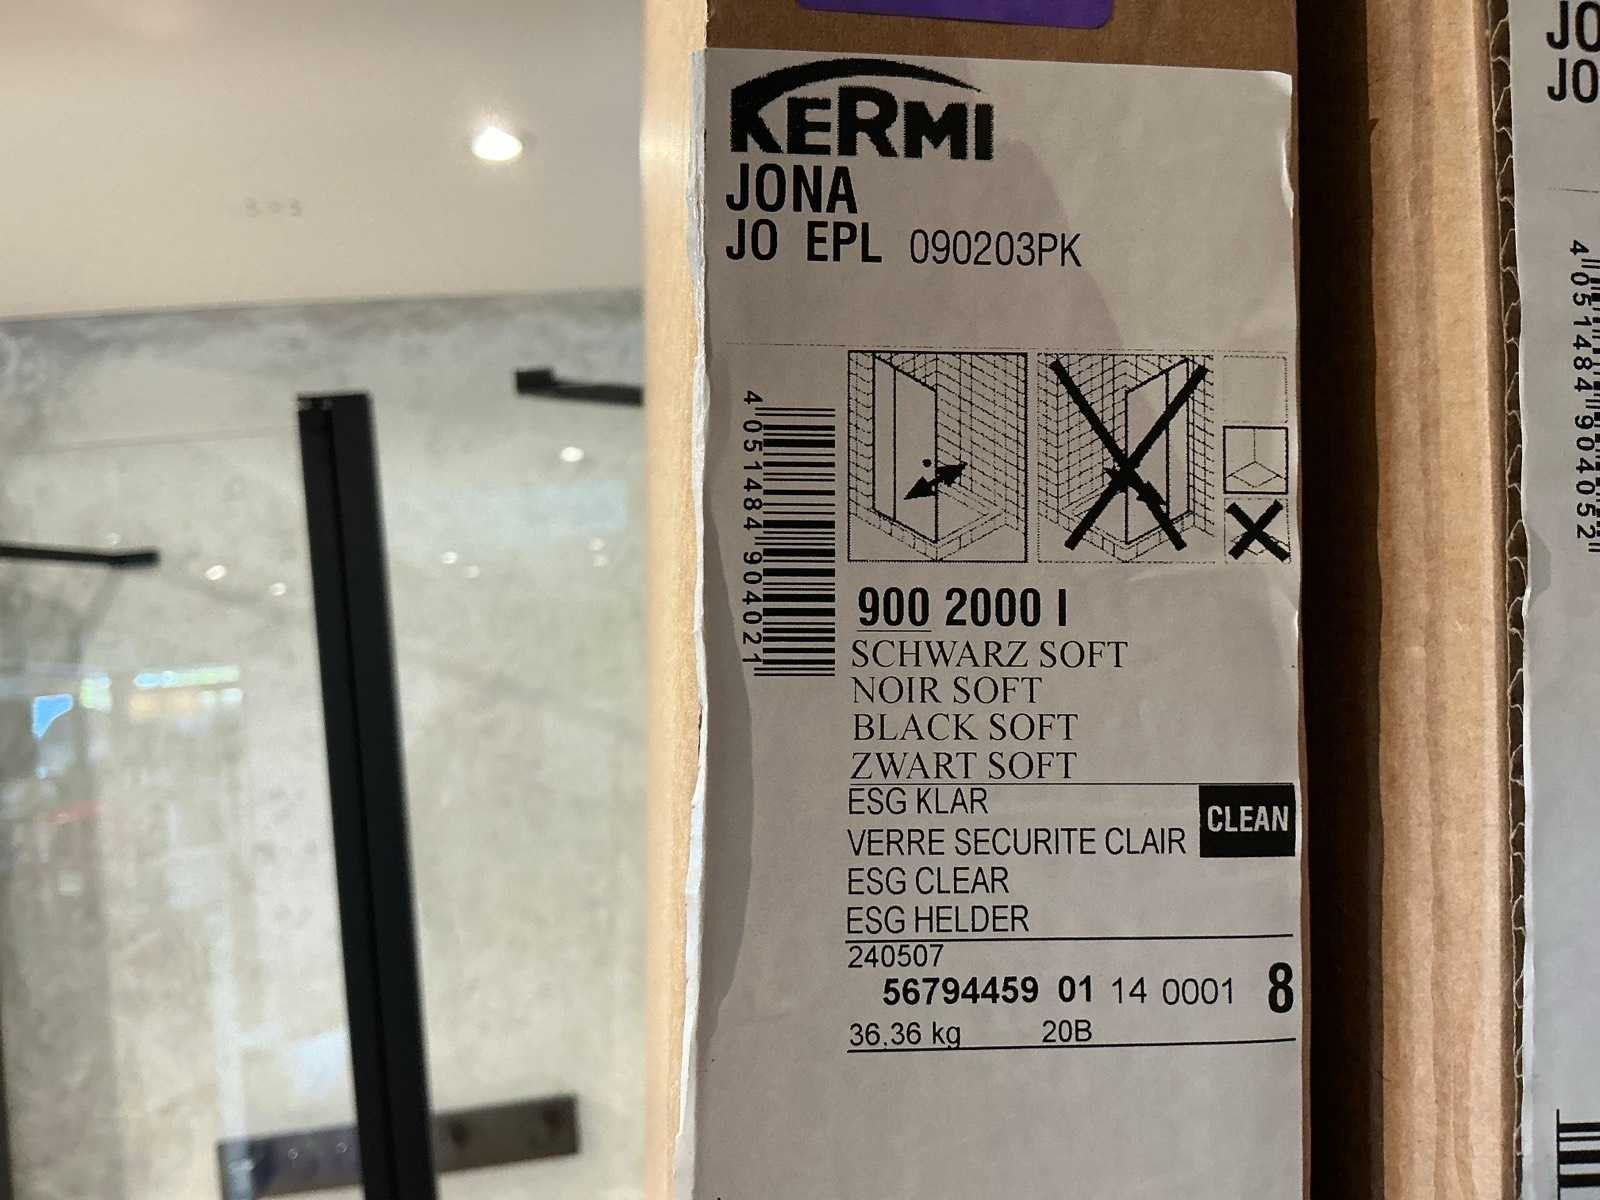 KERMI
JONA
JO EPL 090203PK
4 051484 904021
900 2000 I
SCHWARZ SOFT
NOIR SOFT
BLACK SOFT
ZWART SOFT
ESG KLAR
VERRE SECURITE CLAIR
ESG CLEAR
ESG HELDER
CLEAN
240507
56794459 01 14 0001 8
36,36 kg 20B
JO
JO
4 051484 904052